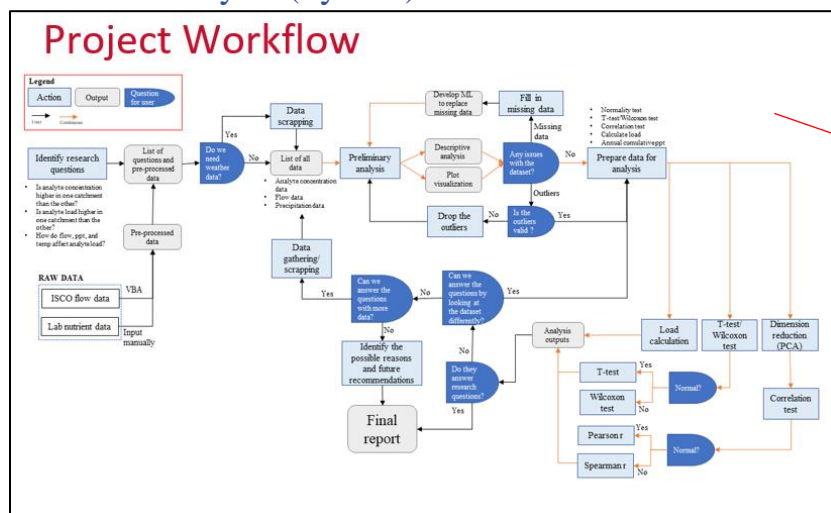 Project Workflow
Legend
Action
Output
Question
for user
User
Continuous
Identify research
questions
• Is analyte concentration
higher in one catchment
than the other?
• Is analyte load higher in
one catchment than the
other?
• How do flow, ppt, and
temp affect analyte load?
RAW DATA
ISCO flow data
Lab nutrient data
VBA
Input
manually
Pre-processed
data
List of
questions and
pre-processed
data
Do we
need
weather
data?
Yes
No
Data
scrapping
List of all
data
• Analyte concentration
data
• Flow data
• Precipitation data
Data
gathering/
scrapping
Preliminary
analysis
Develop ML
to replace
missing data
Fill in
missing data
Missing
data
Descriptive
analysis
Plot
visualization
Any issues
with the
dataset?
No
Outliers
Drop the
outliers
No
Is the
outliers
valid ?
Yes
• Normality test
• T-test/Wilcoxon test
• Correlation test
• Calculate load
• Annual cumulative ppt
Prepare data for
analysis
Can we
answer the
questions
with more
data?
Yes
No
No
Can we
answer the
questions by
looking at
the dataset
differently?
Yes
No
Identify the
possible reasons
and future
recommendations
Do they
answer
research
questions?
Yes
Final
report
Analysis
outputs
Load
calculation
T-test/
Wilcoxon
test
Dimension
reduction
(PCA)
T-test
Yes
Wilcoxon
test
No
Normal?
Correlation
test
Pearson r
Yes
Spearman r
No
Normal?